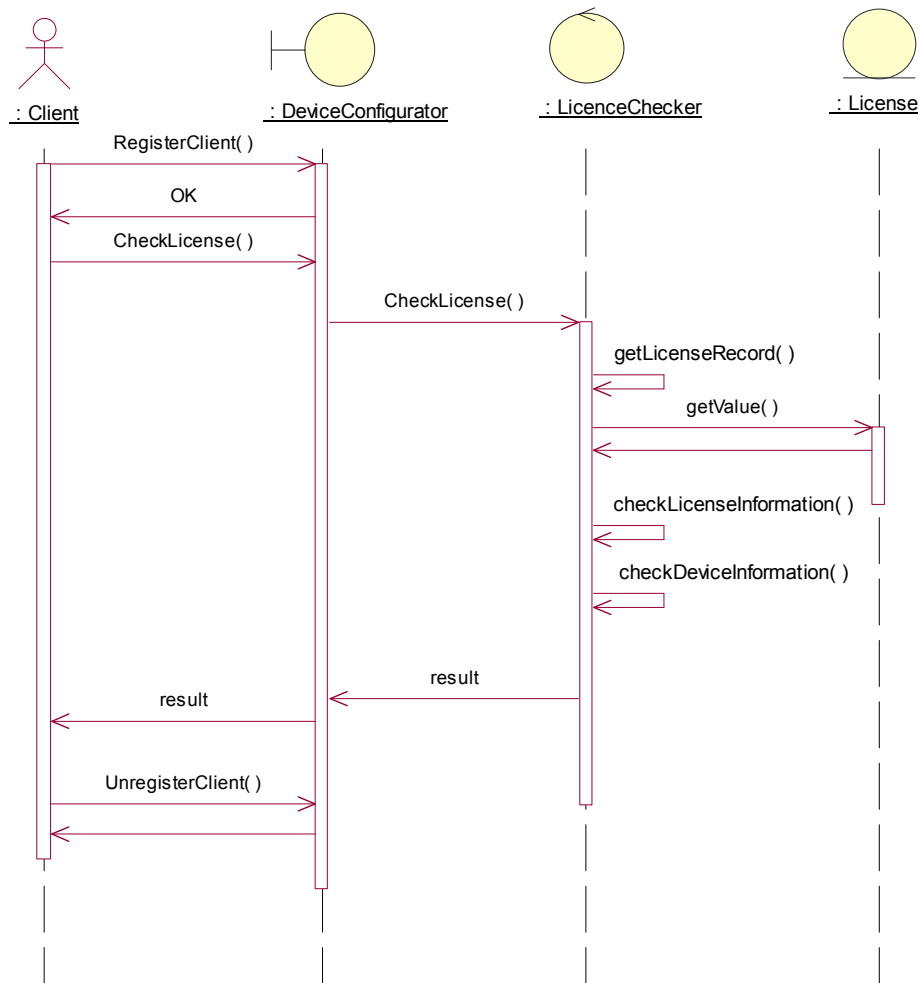 : Client
: DeviceConfigurator
: LicenceChecker
: License
RegisterClient( )
OK
CheckLicense( )
CheckLicense( )
getLicenseRecord( )
getValue( )
checkLicenseInformation( )
checkDeviceInformation( )
result
result
UnregisterClient( )